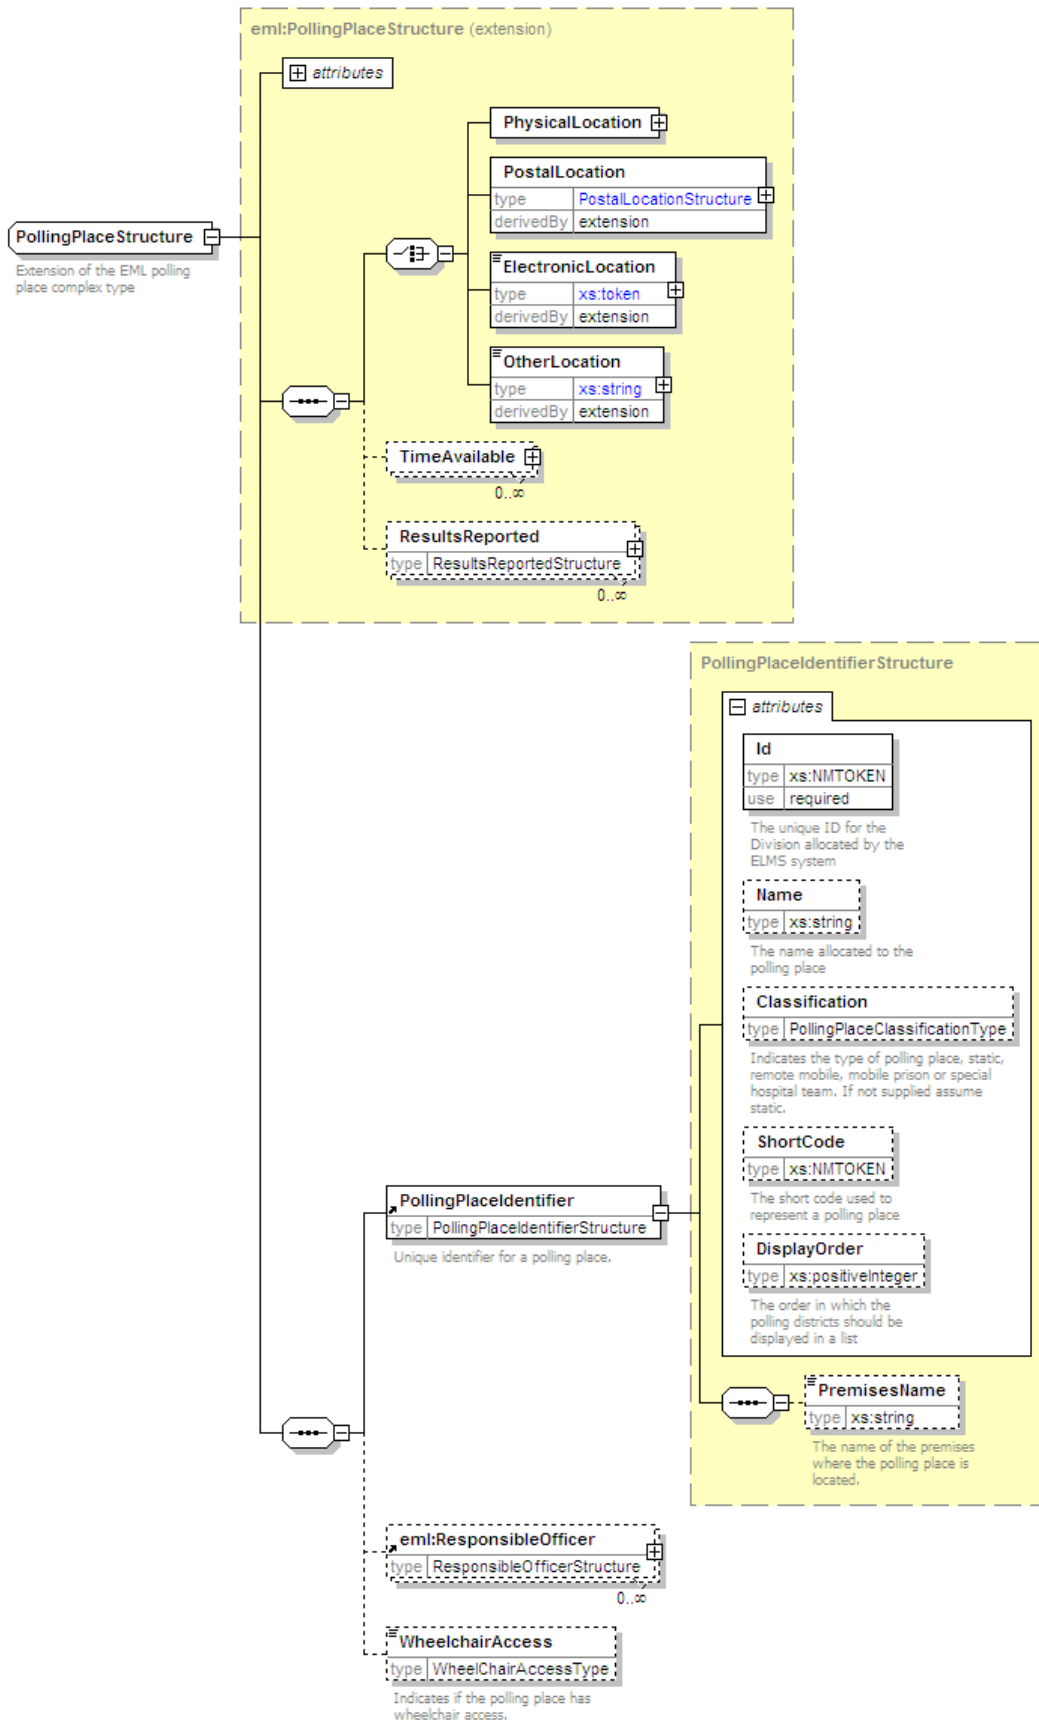 eml:PollingPlaceStructure (extension)
attributes
PhysicalLocation
PostalLocation
type PostalLocationStructure
derivedBy extension
PollingPlaceStructure
Extension of the EML polling
place complex type
ElectronicLocation
type xs:token
derivedBy extension
OtherLocation
type xs:string
derivedBy extension
TimeAvailable
0..∞
ResultsReported
type ResultsReportedStructure
0..∞
PollingPlaceIdentifierStructure
attributes
Id
type xs:NMTOKEN
use required
The unique ID for the
Division allocated by the
ELMS system
Name
type xs:string
The name allocated to the
polling place
Classification
type PollingPlaceClassificationType
Indicates the type of polling place, static,
remote mobile, mobile prison or special
hospital team. If not supplied assume
static.
ShortCode
type xs:NMTOKEN
The short code used to
represent a polling place
PollingPlaceIdentifier
type PollingPlaceIdentifierStructure
Unique identifier for a polling place.
DisplayOrder
type xs:positiveInteger
The order in which the
polling districts should be
displayed in a list
PremisesName
type xs:string
The name of the premises
where the polling place is
located.
eml:ResponsibleOfficer
type ResponsibleOfficerStructure
0..∞
WheelchairAccess
type WheelChairAccessType
Indicates if the polling place has
wheelchair access.